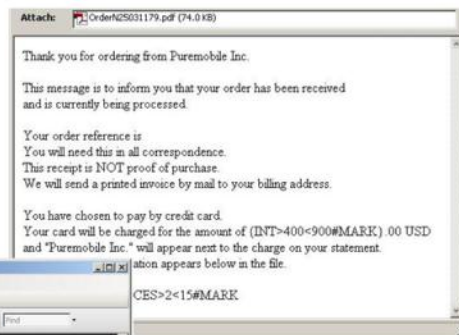 Attach: OrderN25031179.pdf (74.0 KB)
Thank you for ordering from Puremobile Inc.
This message is to inform you that your order has been received
and is currently being processed.
Your order reference is
You will need this in all correspondence.
This receipt is NOT proof of purchase.
We will send a printed invoice by mail to your billing address.
You have chosen to pay by credit card.
Your card will be charged for the amount of (INT>400<900#MARK).00 USD
and "Puremobile Inc." will appear next to the charge on your statement.
ation appears below in the file.
Find
CES>2<15#MARK